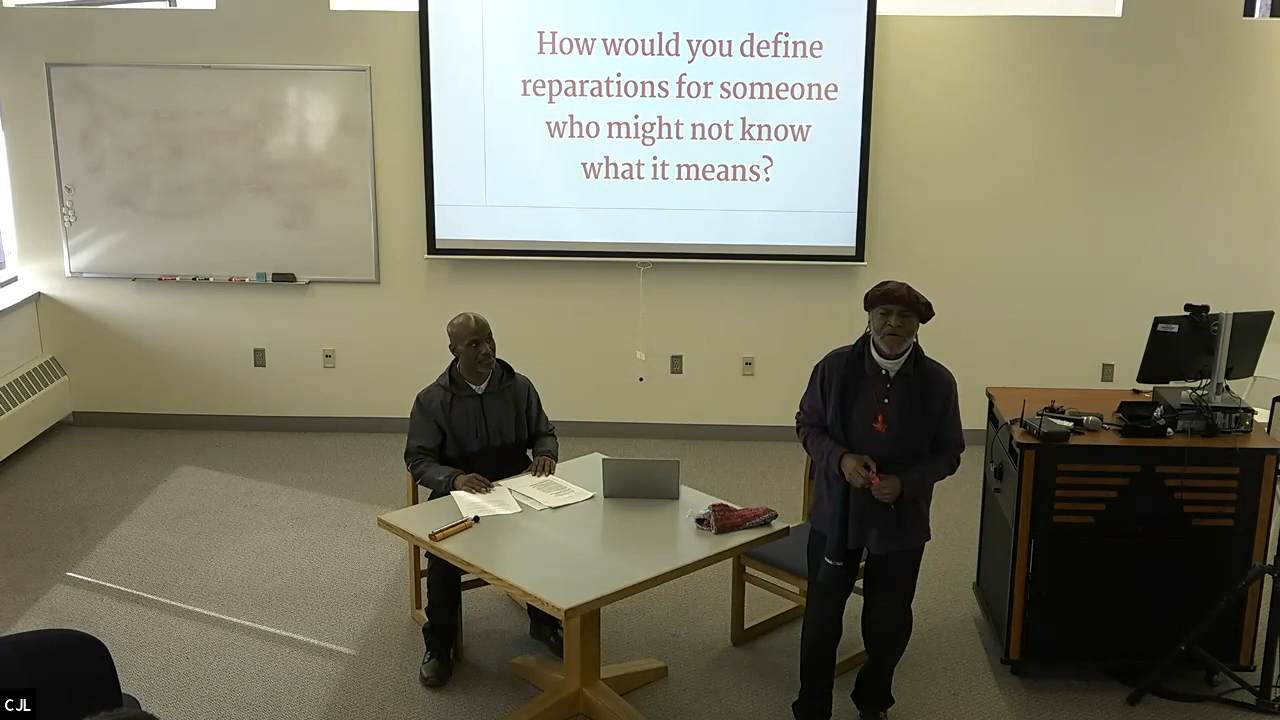 How would you define
reparations for someone
who might not know
what it means?
CJL